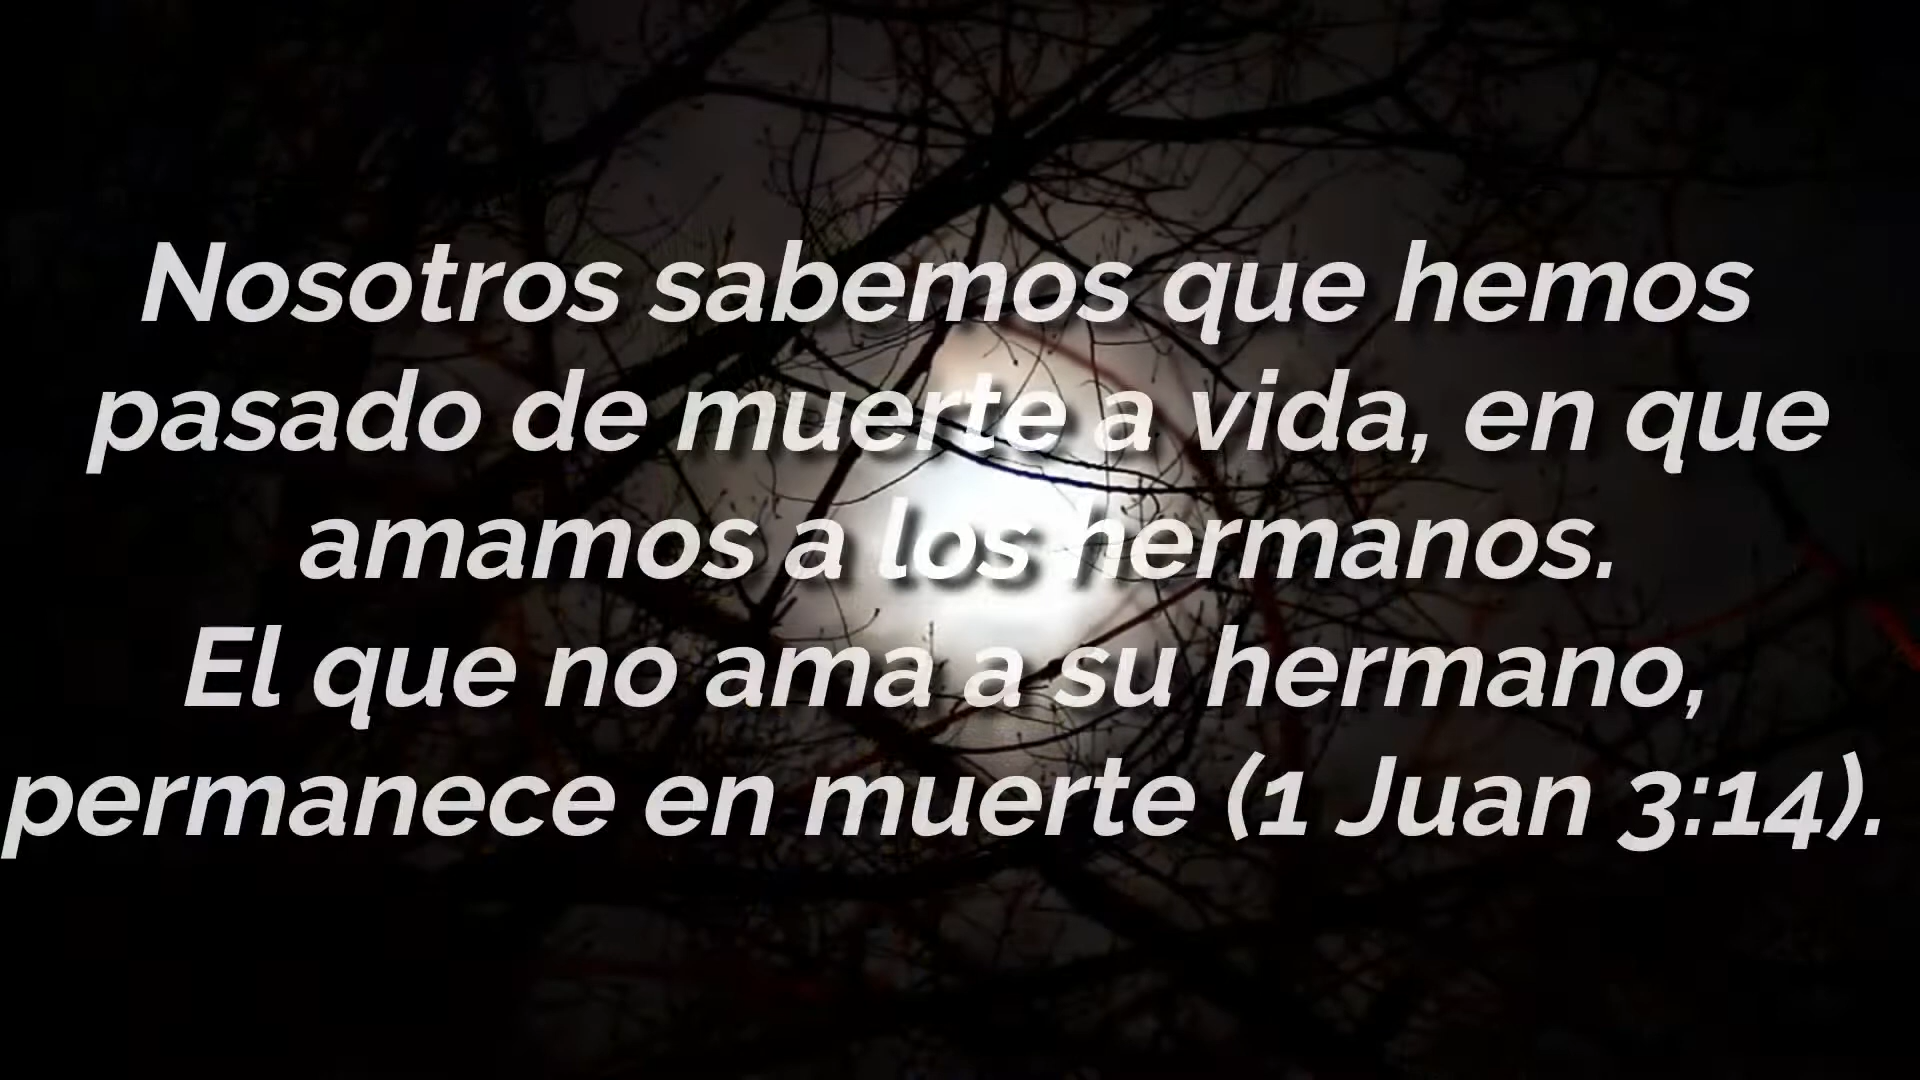 Nosotros sabemos que hemos
pasado de muerte a vida, en que
amamos a los hermanos.
El que no ama a su hermano,
permanece en muerte (1 Juan 3:14).